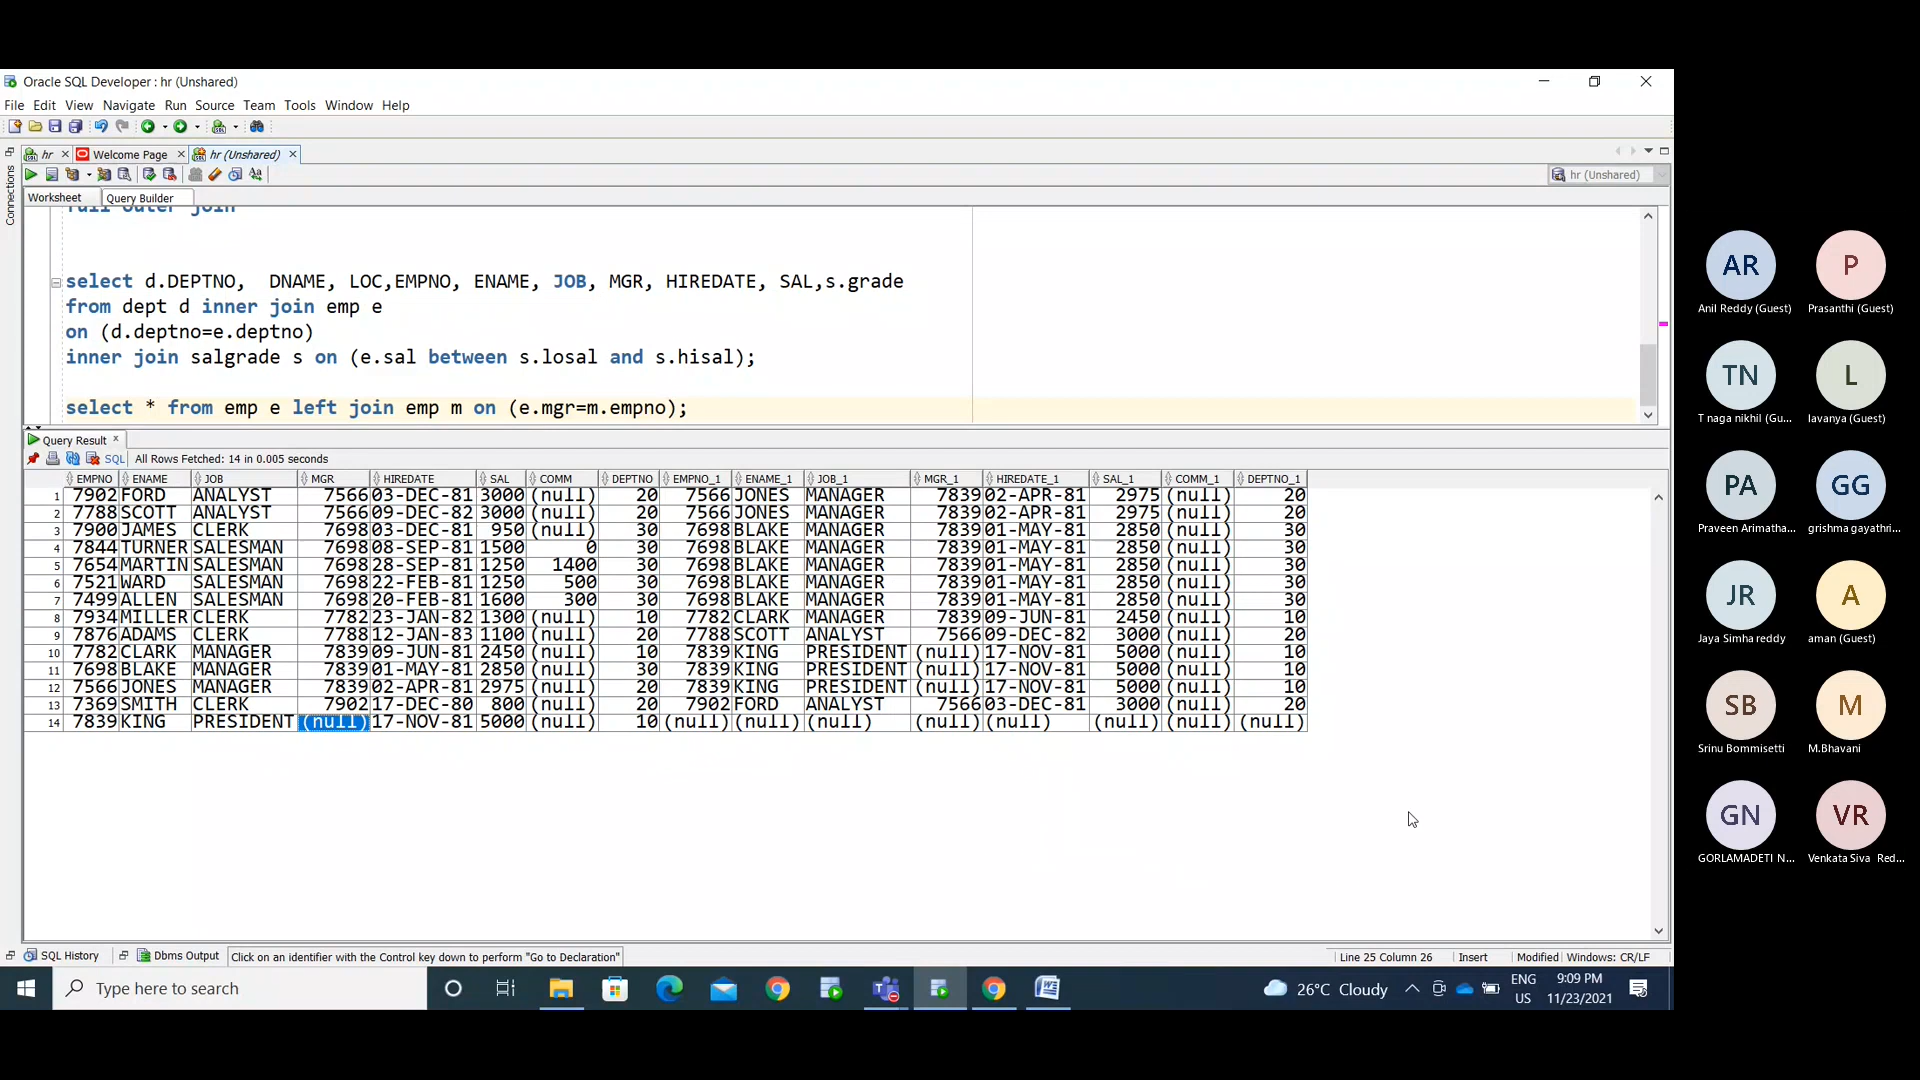 Oracle SQL Developer : hr (Unshared)
File Edit View Navigate Run Source Team Tools Window Help
hr Welcome Page hr (Unshared)
hr (Unshared)
Connections
Worksheet Query Builder
full outer join
select d.DEPTNO, DNAME, LOC,EMPNO, ENAME, JOB, MGR, HIREDATE, SAL,s.grade
from dept d inner join emp e
on (d.deptno=e.deptno)
inner join salgrade s on (e.sal between s.losal and s.hisal);
select * from emp e left join emp m on (e.mgr=m.empno);
Query Result
SQL All Rows Fetched: 14 in 0.005 seconds
EMPNO ENAME JOB MGR HIREDATE SAL COMM DEPTNO EMPNO_1 ENAME_1 JOB_1 MGR_1 HIREDATE_1 SAL_1 COMM_1 DEPTNO_1
1 7902 FORD ANALYST 7566 03-DEC-81 3000 (null) 20 7566 JONES MANAGER 7839 02-APR-81 2975 (null) 20
2 7788 SCOTT ANALYST 7566 09-DEC-82 3000 (null) 20 7566 JONES MANAGER 7839 02-APR-81 2975 (null) 20
3 7900 JAMES CLERK 7698 03-DEC-81 950 (null) 30 7698 BLAKE MANAGER 7839 01-MAY-81 2850 (null) 30
4 7844 TURNER SALESMAN 7698 08-SEP-81 1500 0 30 7698 BLAKE MANAGER 7839 01-MAY-81 2850 (null) 30
5 7654 MARTIN SALESMAN 7698 28-SEP-81 1250 1400 30 7698 BLAKE MANAGER 7839 01-MAY-81 2850 (null) 30
6 7521 WARD SALESMAN 7698 22-FEB-81 1250 500 30 7698 BLAKE MANAGER 7839 01-MAY-81 2850 (null) 30
7 7499 ALLEN SALESMAN 7698 20-FEB-81 1600 300 30 7698 BLAKE MANAGER 7839 01-MAY-81 2850 (null) 30
8 7934 MILLER CLERK 7782 23-JAN-82 1300 (null) 10 7782 CLARK MANAGER 7839 09-JUN-81 2450 (null) 10
9 7876 ADAMS CLERK 7788 12-JAN-83 1100 (null) 20 7788 SCOTT ANALYST 7566 09-DEC-82 3000 (null) 20
10 7782 CLARK MANAGER 7839 09-JUN-81 2450 (null) 10 7839 KING PRESIDENT (null) 17-NOV-81 5000 (null) 10
11 7698 BLAKE MANAGER 7839 01-MAY-81 2850 (null) 30 7839 KING PRESIDENT (null) 17-NOV-81 5000 (null) 10
12 7566 JONES MANAGER 7839 02-APR-81 2975 (null) 20 7839 KING PRESIDENT (null) 17-NOV-81 5000 (null) 10
13 7369 SMITH CLERK 7902 17-DEC-80 800 (null) 20 7902 FORD ANALYST 7566 03-DEC-81 3000 (null) 20
14 7839 KING PRESIDENT (null) 17-NOV-81 5000 (null) 10 (null) (null) (null) (null) (null) (null) (null) (null)
SQL History Dbms Output Click on an identifier with the Control key down to perform "Go to Declaration"
Line 25 Column 26 Insert Modified Windows: CR/LF
Type here to search
26°C Cloudy
ENG
US
9:09 PM
11/23/2021
AR P
Anil Reddy (Guest) Prasanthi (Guest)
TN L
T naga nikhil (Gu... lavanya (Guest)
PA GG
Praveen Arimatha... grishma gayathri...
JR A
Jaya Simha reddy aman (Guest)
SB M
Srinu Bommisetti M.Bhavani
GN VR
GORLAMADETI N... Venkata Siva Red...